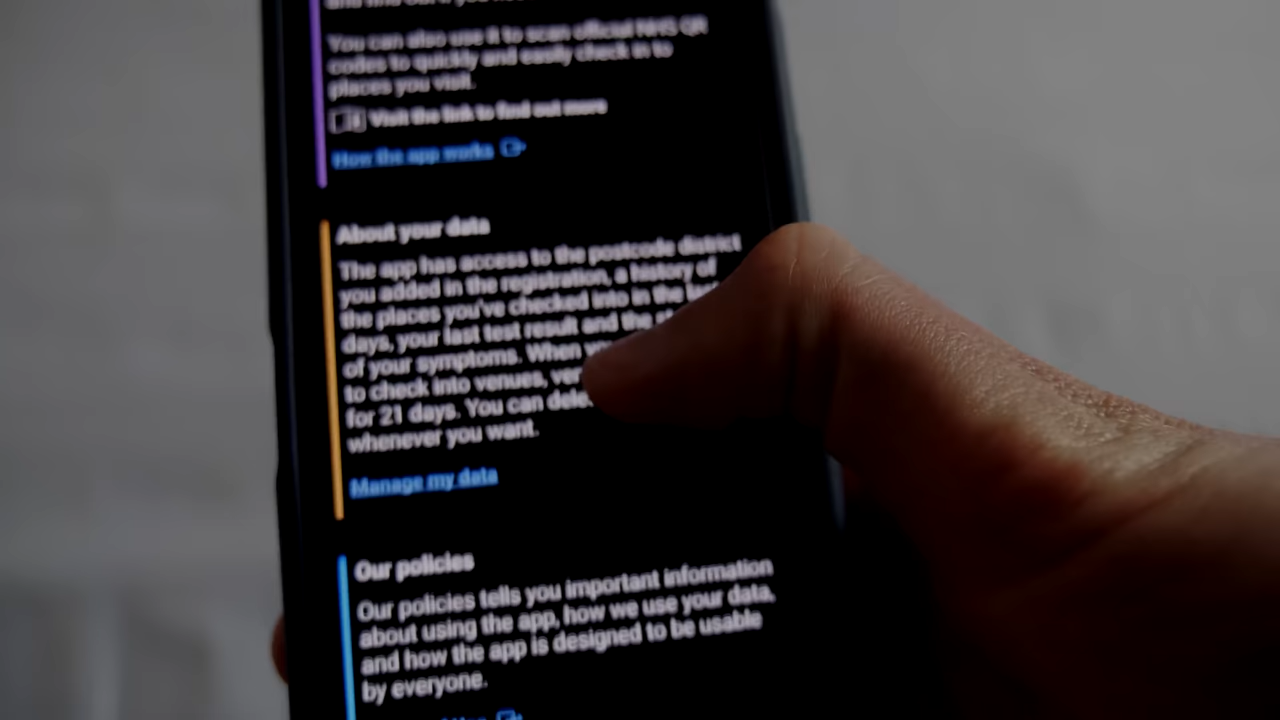 You can also use it to scan official NHS QR
codes to quickly and easily check in to
places you visit.
Visit the link to find out more
How the app works
About your data
The app has access to the postcode district
you added in the registration, a history of
the places you've checked into in the
days, your last test result and the
of your symptoms. When
to check into venues,
for 21 days. You can
whenever you want.
Manage my data
Our policies
Our policies tells you important information
about using the app, how we use your data,
and how the app is designed to be usable
by everyone.